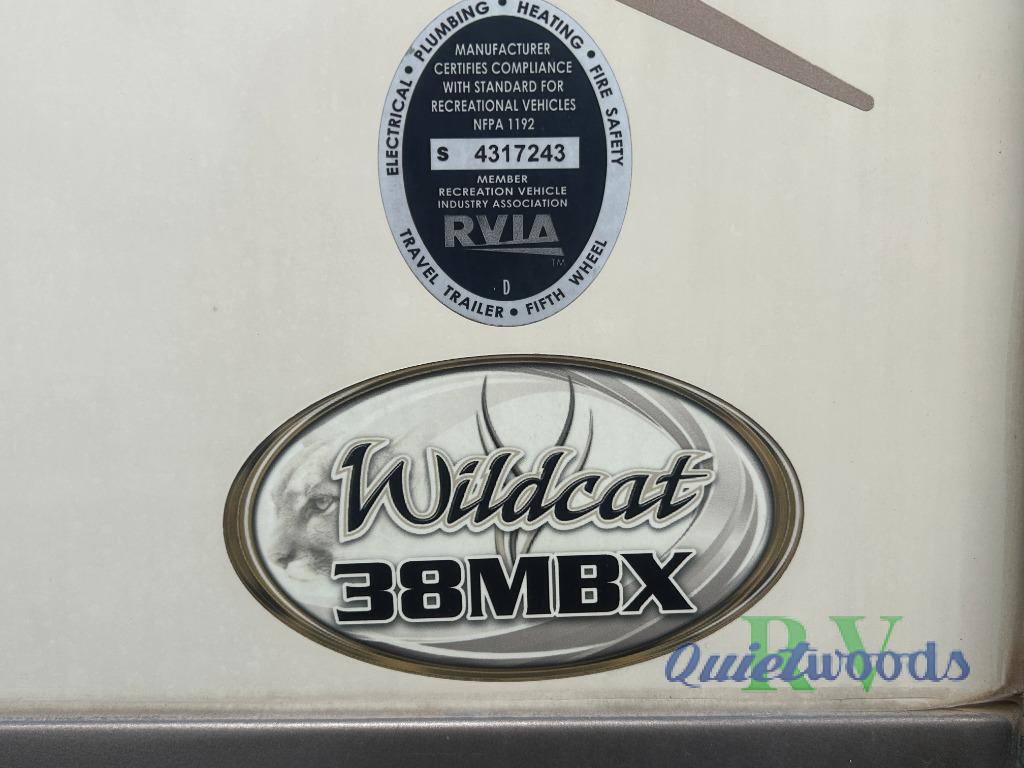 ELECTRICAL • PLUMBING • HEATING • FIRE SAFETY
MANUFACTURER
CERTIFIES COMPLIANCE
WITH STANDARD FOR
RECREATIONAL VEHICLES
NFPA 1192
S 4317243
MEMBER
RECREATION VEHICLE
INDUSTRY ASSOCIATION
RVIA
TM
D
TRAVEL TRAILER • FIFTH WHEEL
Wildcat
38MBX
RV
Quietwoods